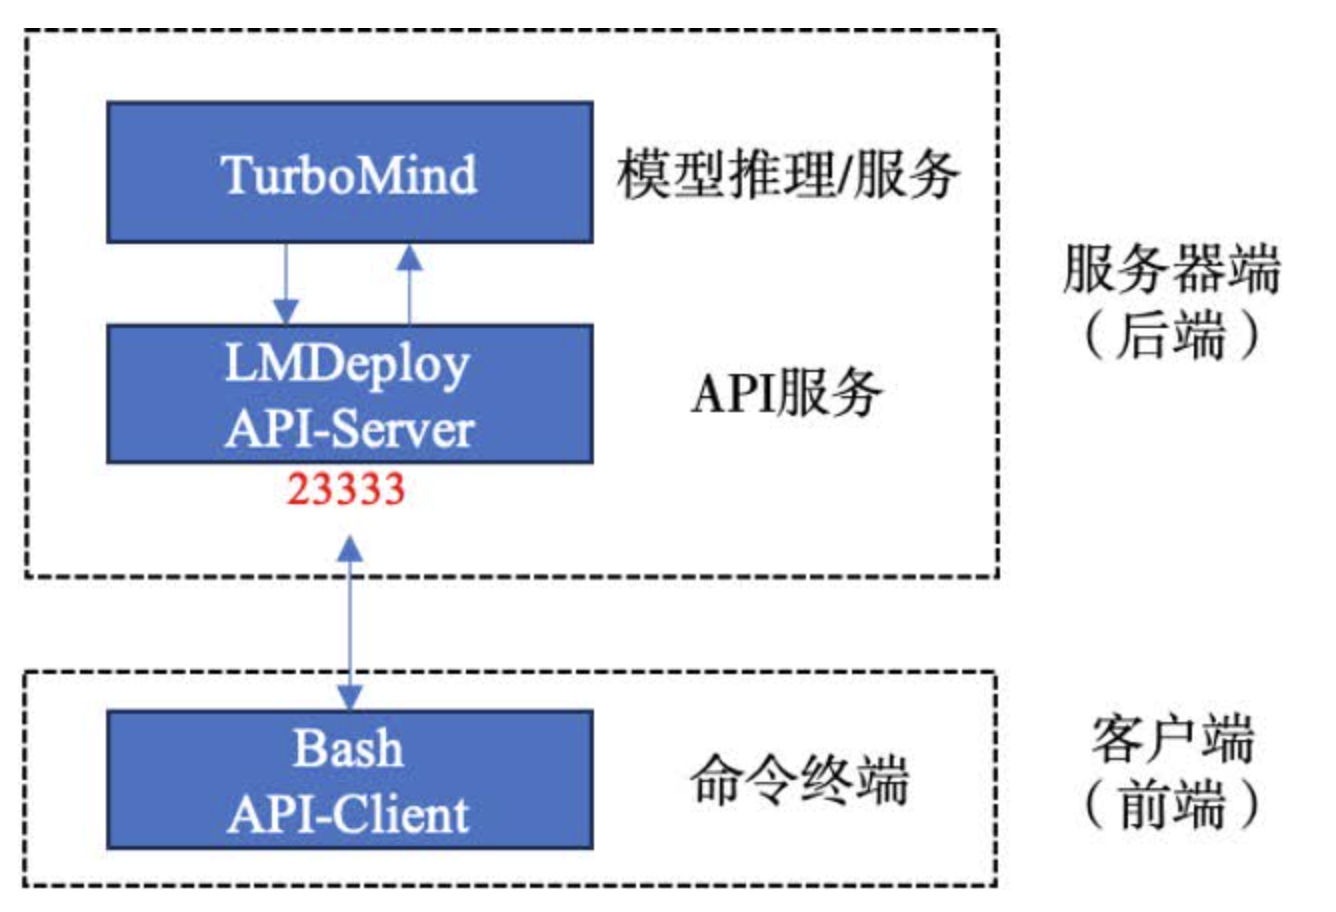 TurboMind
模型推理/服务
服务器端
（后端）
LMDeploy
API-Server
API服务
23333
Bash
API-Client
命令终端
客户端
（前端）